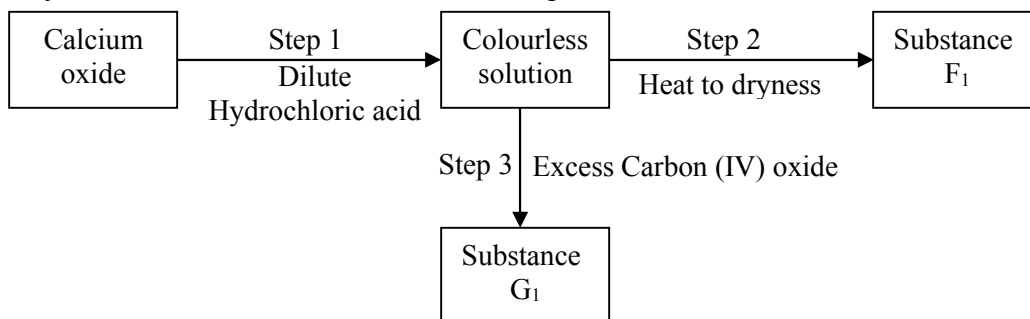 Calcium
oxide
Step 1
Dilute
Hydrochloric acid
Colourless
solution
Step 2
Heat to dryness
Substance
F₁
Step 3
Excess Carbon (IV) oxide
Substance
G₁